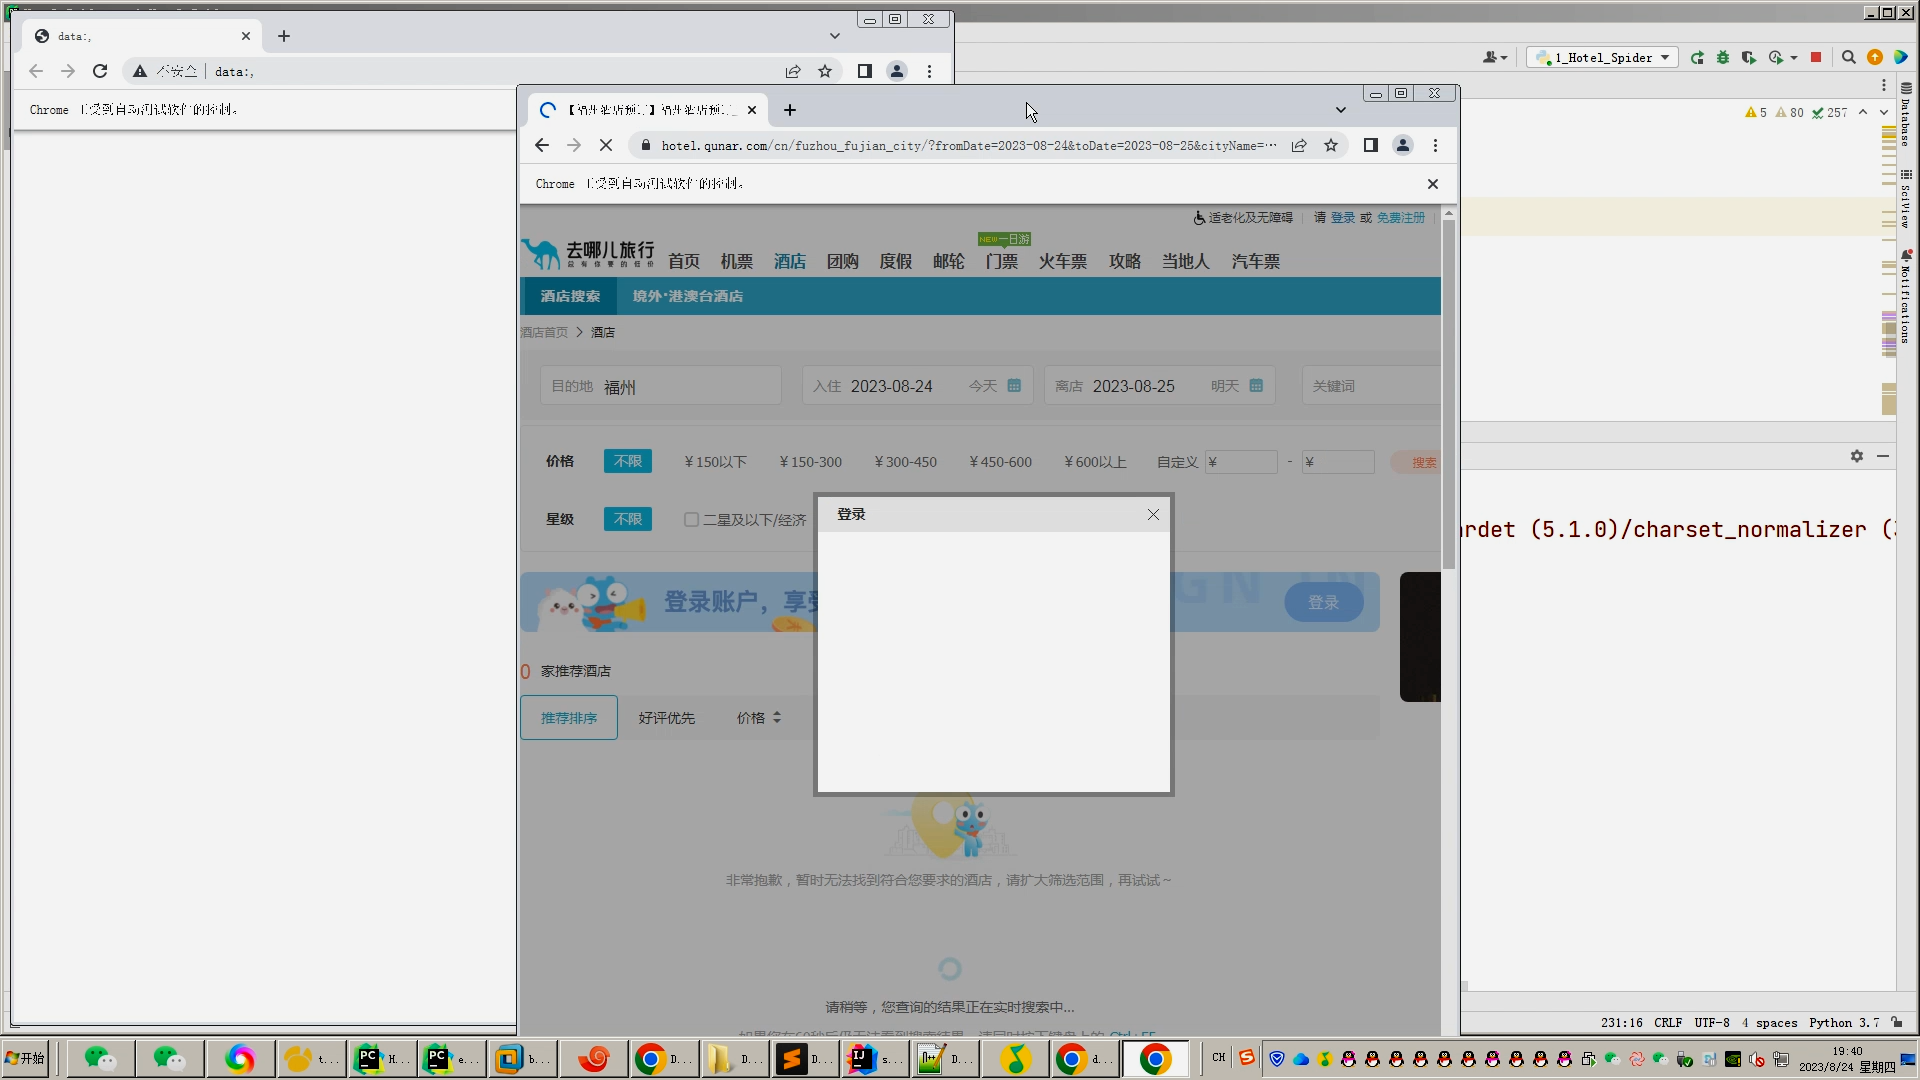 data:,
不安全 data:,
Chrome 正受到自动测试软件的控制。
【福州酒店预订】福州酒店预订_
hotel.qunar.com/cn/fuzhou_fujian_city/?fromDate=2023-08-24&toDate=2023-08-25&cityName=…
Chrome 正受到自动测试软件的控制。
适老化及无障碍 请 登录 或 免费注册
去哪儿旅行
总有你要的低价
首页 机票 酒店 团购 度假 邮轮 门票 火车票 攻略 当地人 汽车票
NEW一日游
酒店搜索 境外·港澳台酒店
酒店首页 > 酒店
目的地 福州 入住 2023-08-24 今天 离店 2023-08-25 明天 关键词
价格 不限 ¥150以下 ¥150-300 ¥300-450 ¥450-600 ¥600以上 自定义 ¥ - ¥ 搜索
星级 不限 二星及以下/经济
登录
登录账户，享受
登录
0 家推荐酒店
推荐排序 好评优先 价格
非常抱歉，暂时无法找到符合您要求的酒店，请扩大筛选范围，再试试～
请稍等，您查询的结果正在实时搜索中...
1_Hotel_Spider
5 80 257
Database
SciView
Notifications
ardet (5.1.0)/charset_normalizer (
231:16 CRLF UTF-8 4 spaces Python 3.7
开始 t... H... e... b... D... D... D... s... D... d... CH
19:40
2023/8/24 星期四